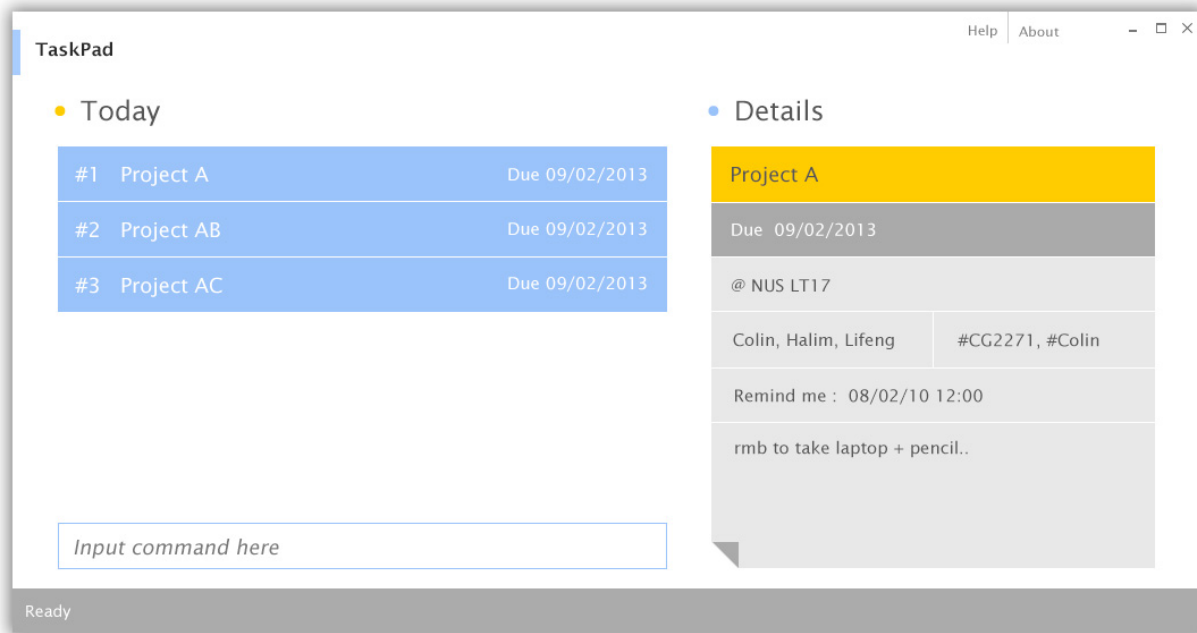 Help About
TaskPad
Today
#1 Project A Due 09/02/2013
#2 Project AB Due 09/02/2013
#3 Project AC Due 09/02/2013
Input command here
Details
Project A
Due 09/02/2013
@ NUS LT17
Colin, Halim, Lifeng #CG2271, #Colin
Remind me : 08/02/10 12:00
rmb to take laptop + pencil..
Ready